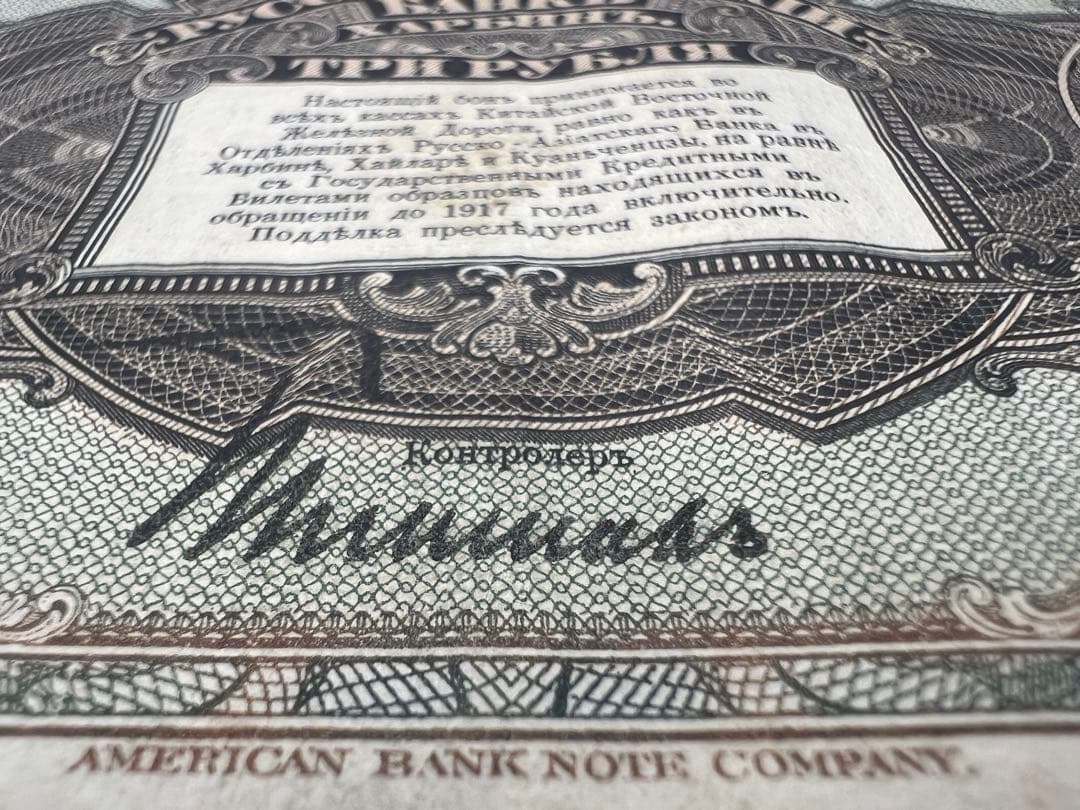 ХАРБИНЪ.
ТРИ РУБЛЯ
Настоящій бонъ принимается во
всѣхъ кассахъ Китайской Восточной
Желѣзной Дороги, равно какъ въ
Отдѣленіяхъ Русско-Азіатскаго Банка въ
Харбинѣ, Хайларѣ и Куаньченцзы, на равнѣ
съ Государственными Кредитными
Билетами образцовъ находящихся въ
обращеніи до 1917 года включительно.
Поддѣлка преслѣдуется закономъ.
Контролеръ
AMERICAN BANK NOTE COMPANY.